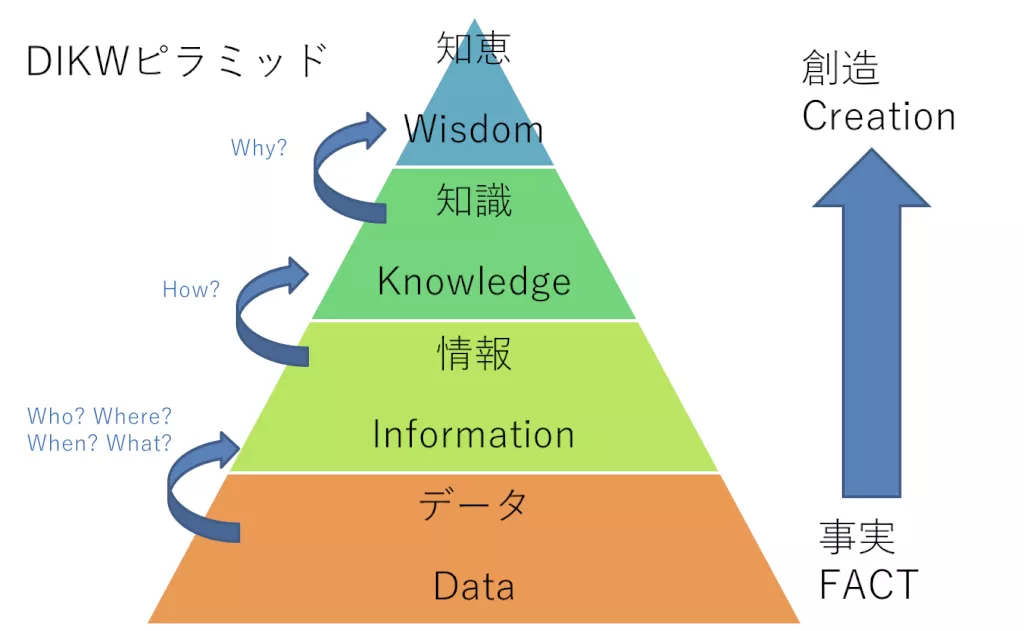 DIKWピラミッド
知恵
Wisdom
Why?
知識
Knowledge
How?
情報
Information
Who? Where?
When? What?
データ
Data
創造
Creation
事実
FACT